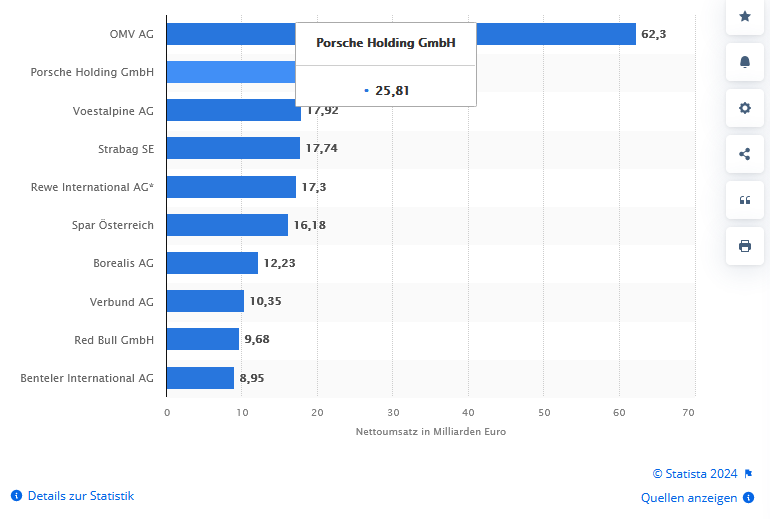 OMV AG 62,3
Porsche Holding GmbH
Porsche Holding GmbH
• 25,81
Voestalpine AG 17,92
Strabag SE 17,74
Rewe International AG* 17,3
Spar Österreich 16,18
Borealis AG 12,23
Verbund AG 10,35
Red Bull GmbH 9,68
Benteler International AG 8,95
0 10 20 30 40 50 60 70
Nettoumsatz in Milliarden Euro
© Statista 2024
Details zur Statistik
Quellen anzeigen